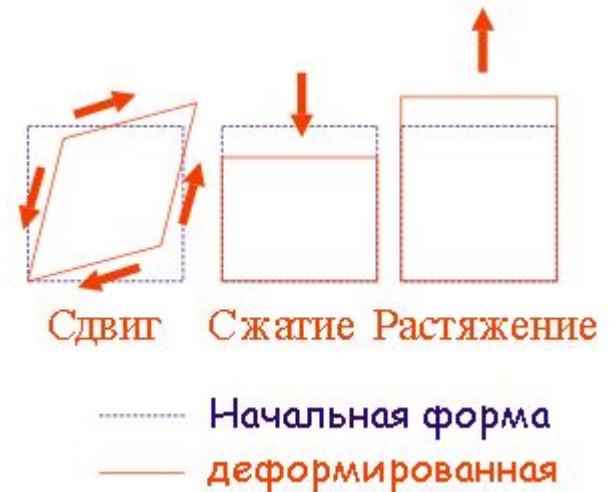 Сдвиг Сжатие Растяжение
Начальная форма
деформированная